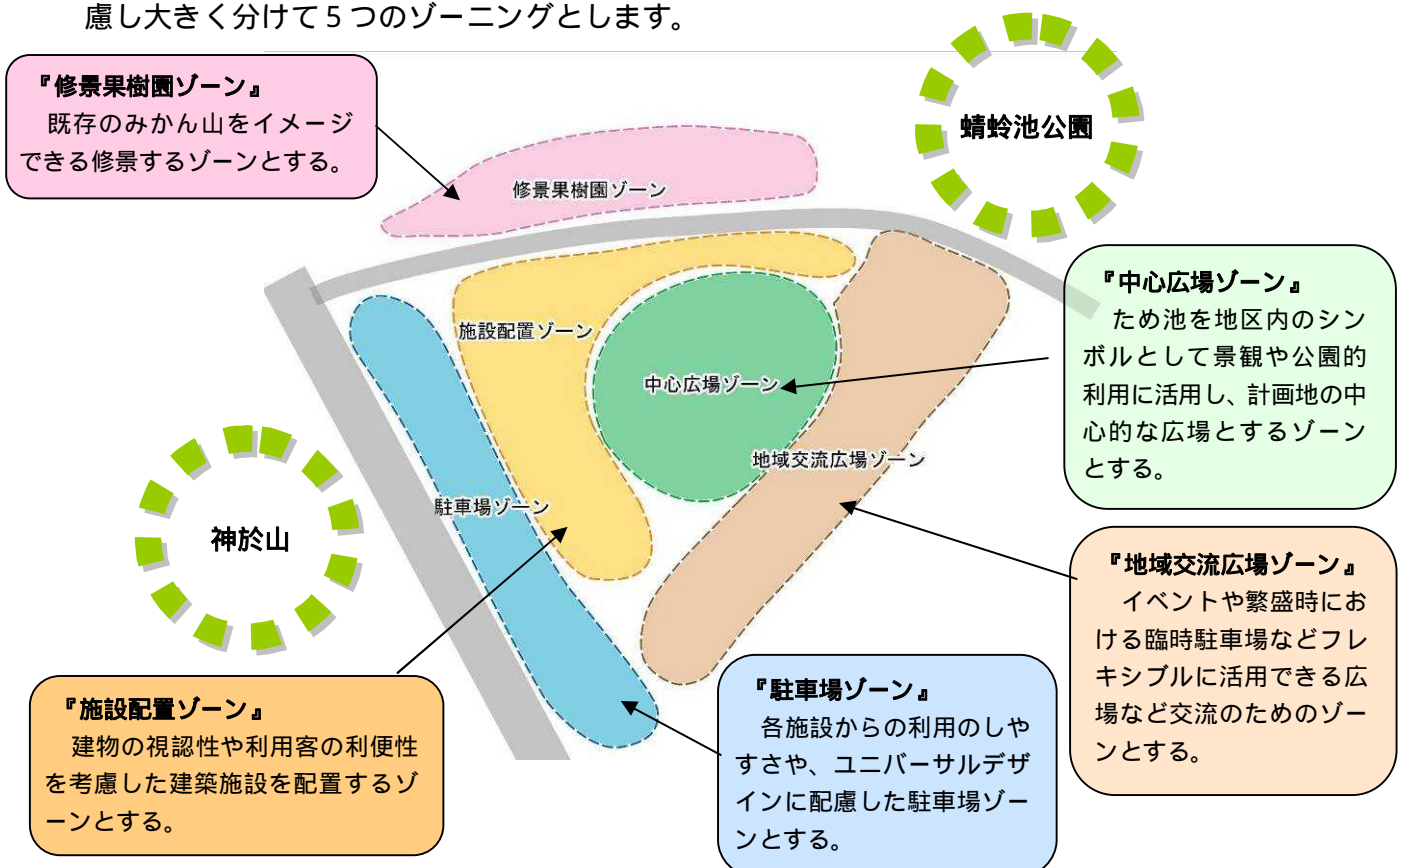 慮し大きく分けて５つのゾーニングとします。
『修景果樹園ゾーン』
既存のみかん山をイメージ
できる修景するゾーンとする。
蜻蛉池公園
修景果樹園ゾーン
『中心広場ゾーン』
ため池を地区内のシン
ボルとして景観や公園的
利用に活用し、計画地の中
心的な広場とするゾーン
とする。
施設配置ゾーン
中心広場ゾーン
地域交流広場ゾーン
駐車場ゾーン
神於山
『地域交流広場ゾーン』
イベントや繁盛時にお
ける臨時駐車場などフレ
キシブルに活用できる広
場など交流のためのゾー
ンとする。
『施設配置ゾーン』
建物の視認性や利用客の利便性
を考慮した建築施設を配置するゾ
ーンとする。
『駐車場ゾーン』
各施設からの利用のしや
すさや、ユニバーサルデザ
インに配慮した駐車場ゾー
ンとする。